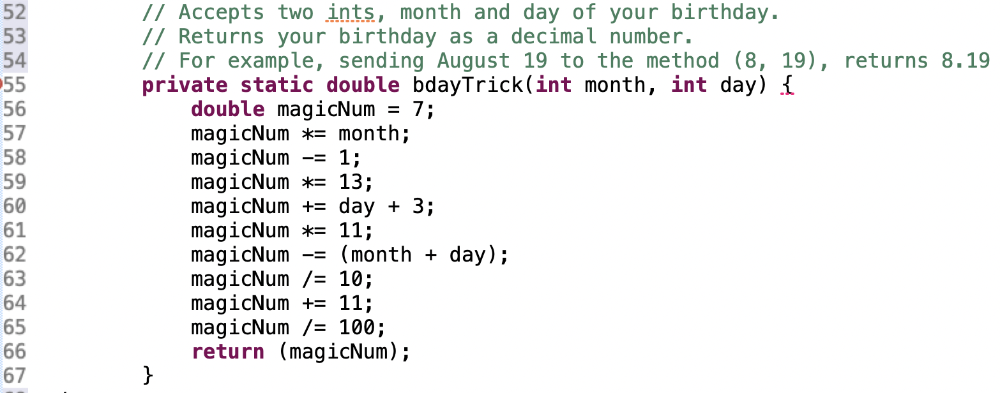 52 // Accepts two ints, month and day of your birthday.
53 // Returns your birthday as a decimal number.
54 // For example, sending August 19 to the method (8, 19), returns 8.19
55 private static double bdayTrick(int month, int day) {
56 double magicNum = 7;
57 magicNum *= month;
58 magicNum -= 1;
59 magicNum *= 13;
60 magicNum += day + 3;
61 magicNum *= 11;
62 magicNum -= (month + day);
63 magicNum /= 10;
64 magicNum += 11;
65 magicNum /= 100;
66 return (magicNum);
67 }